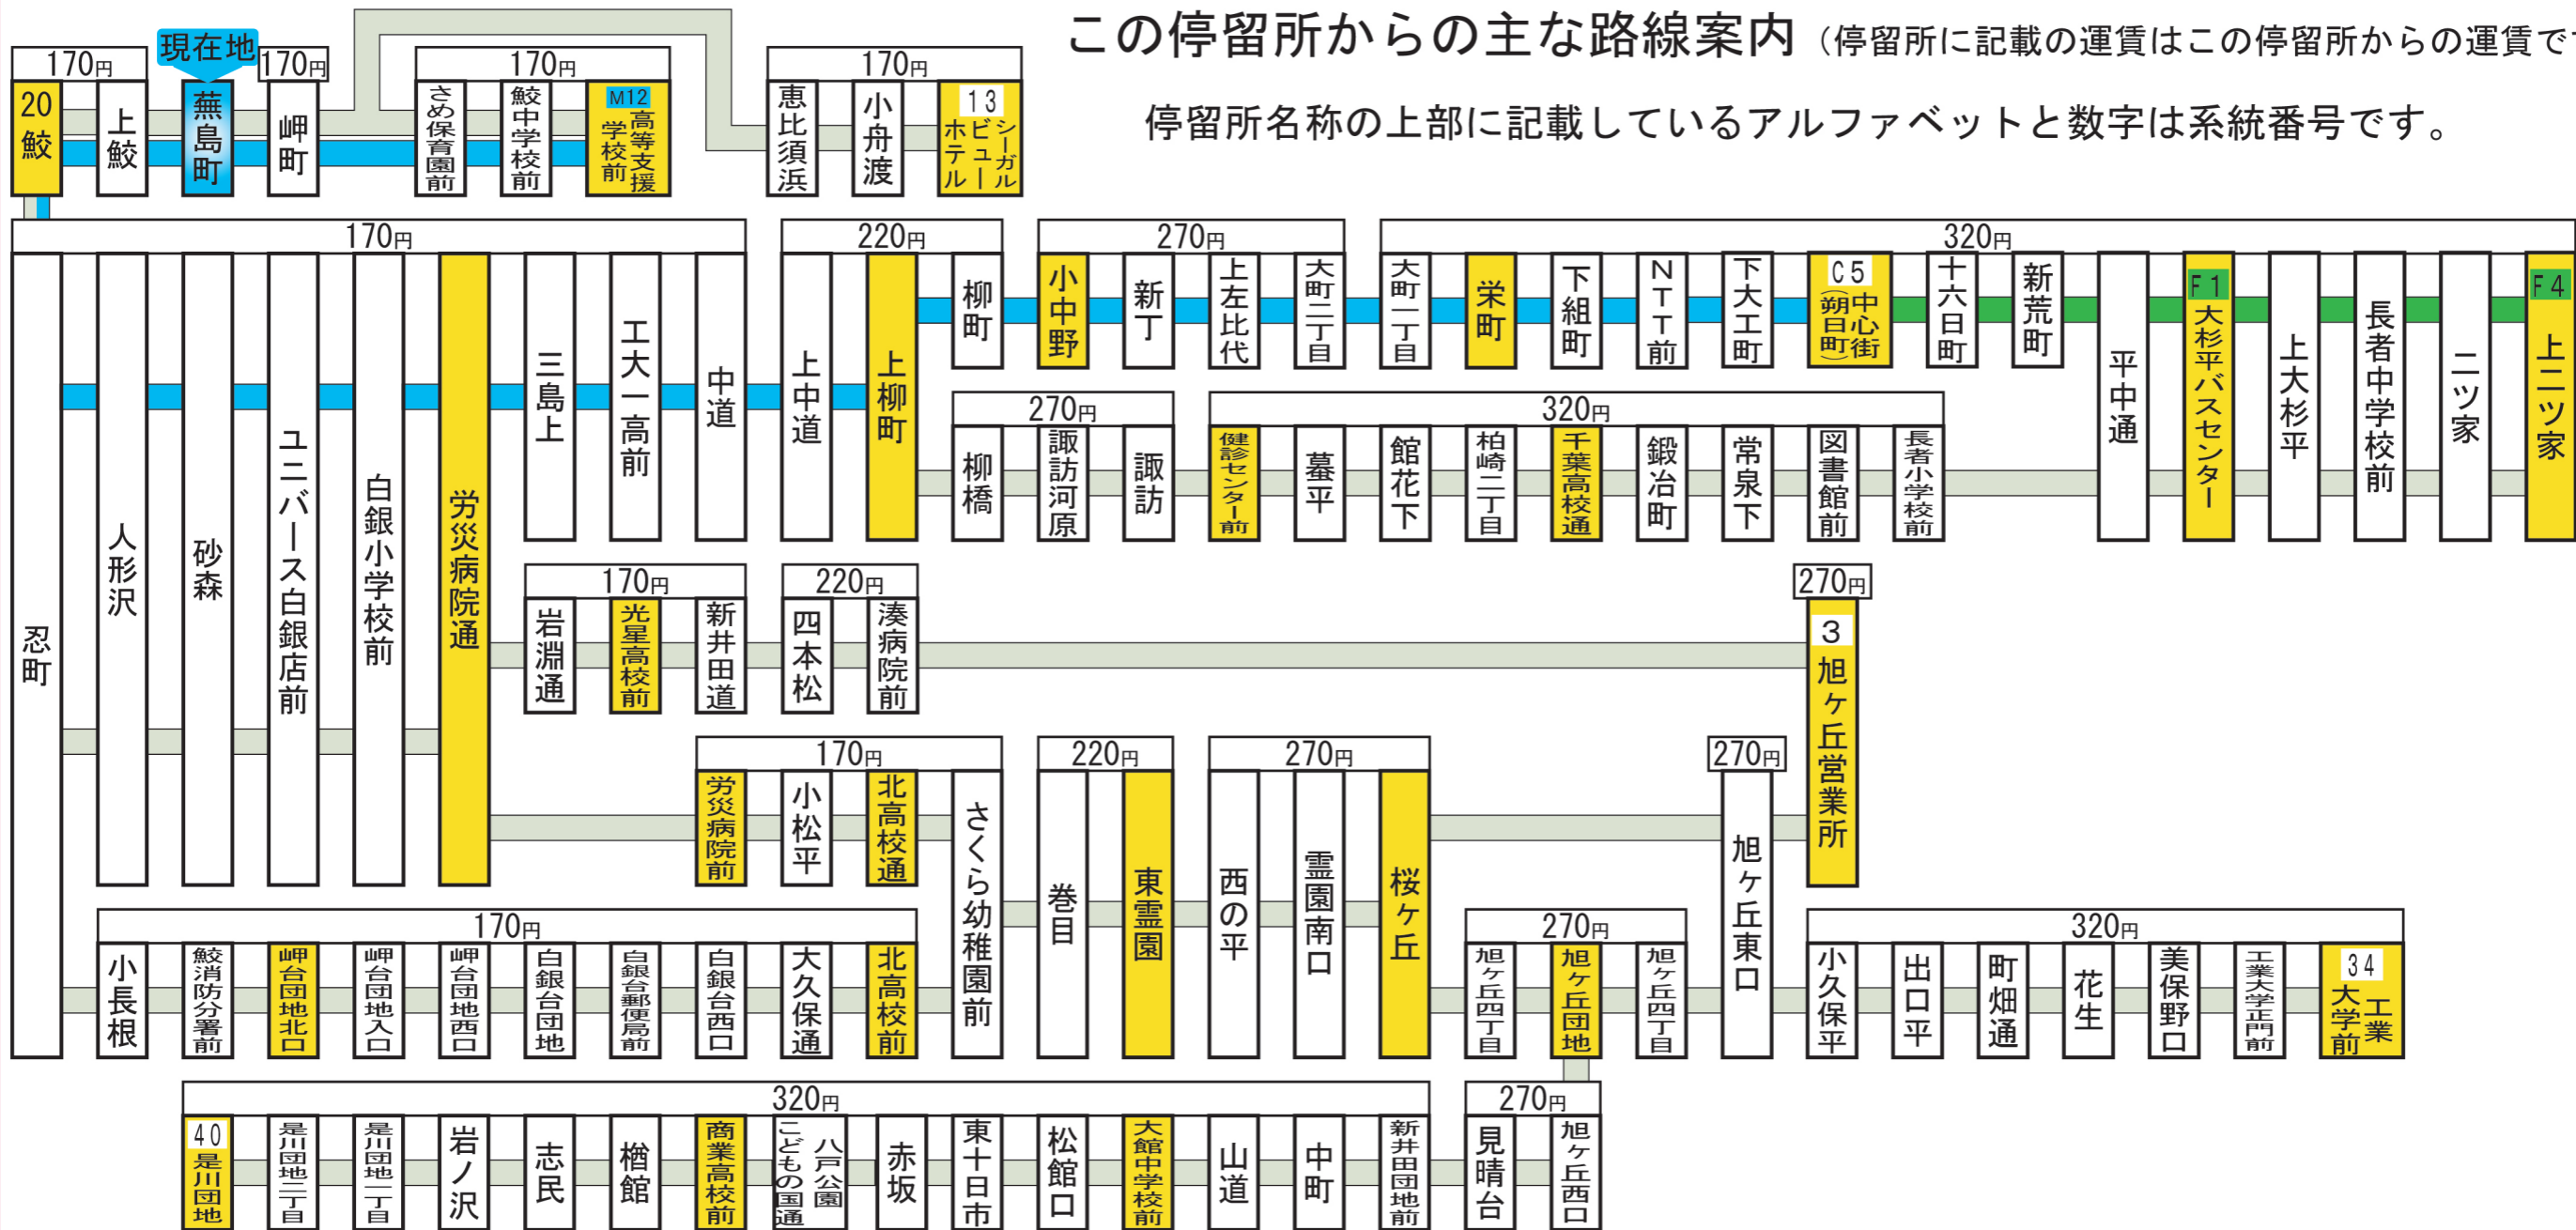 この停留所からの主な路線案内（停留所に記載の運賃はこの停留所からの運賃で
停留所名称の上部に記載しているアルファベットと数字は系統番号です。
現在地
170円
170円
170円
170円
20 鮫
上鮫
蕪島町
岬町
さめ保育園前
鮫中学校前
M12 高等支援学校前
恵比須浜
小舟渡
13 シーガルビューホテル
170円
220円
270円
320円
忍町
人形沢
砂森
ユニバース白銀店前
白銀小学校前
労災病院通
三島上
工大一高前
中道
上中道
上柳町
柳町
小中野
新丁
上左比代
大町二丁目
大町一丁目
栄町
下組町
NTT前
下大工町
C5 中心街（朔日町）
十六日町
新荒町
平中通
F1 大杉平バスセンター
上大杉平
長者中学校前
二ツ家
F4 上二ツ家
270円
320円
柳橋
諏訪河原
諏訪
健診センター前
蟇平
館花下
柏崎二丁目
千葉高校通
鍛冶町
常泉下
図書館前
長者小学校前
170円
220円
270円
岩淵通
光星高校前
新井田道
四本松
湊病院前
3 旭ヶ丘営業所
170円
220円
270円
270円
労災病院前
小松平
北高校通
さくら幼稚園前
巻目
東霊園
西の平
霊園南口
桜ヶ丘
旭ヶ丘東口
170円
270円
320円
小長根
鮫消防分署前
岬台団地北口
岬台団地入口
岬台団地西口
白銀台団地
白銀台郵便局前
白銀台西口
大久保通
北高校前
旭ヶ丘四丁目
旭ヶ丘団地
旭ヶ丘四丁目
小久保平
出口平
町畑通
花生
美保野口
工業大学正門前
34 工業大学前
320円
270円
40 是川団地
是川団地二丁目
是川団地一丁目
岩ノ沢
志民
楢館
商業高校前
八戸公園こどもの国通
赤坂
東十日市
松館口
大館中学校前
山道
中町
新井田団地前
見晴台
旭ヶ丘西口